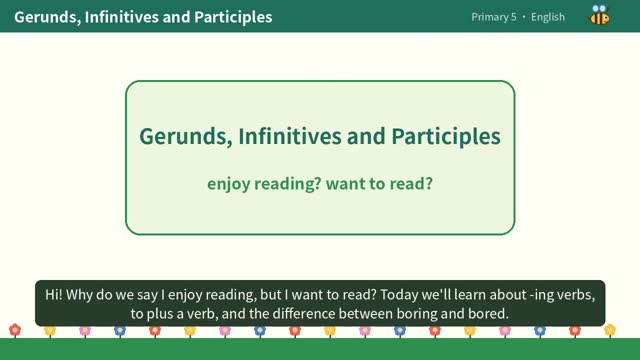 Gerunds, Infinitives and Participles
Primary 5 · English
Gerunds, Infinitives and Participles
enjoy reading? want to read?
Hi! Why do we say I enjoy reading, but I want to read? Today we'll learn about -ing verbs,
to plus a verb, and the difference between boring and bored.